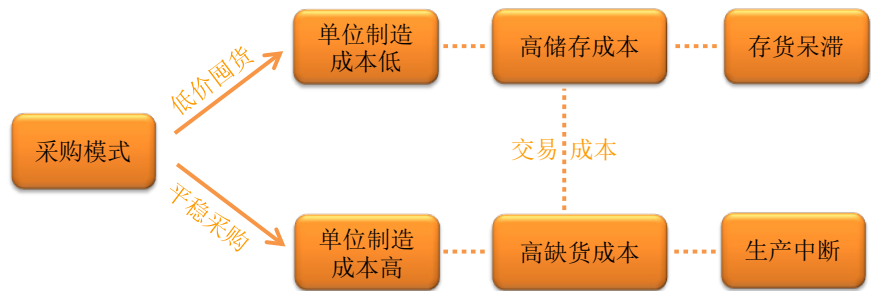 单位制造
成本低
高储存成本
存货呆滞
低价囤货
采购模式
交易成本
平稳采购
单位制造
成本高
高缺货成本
生产中断